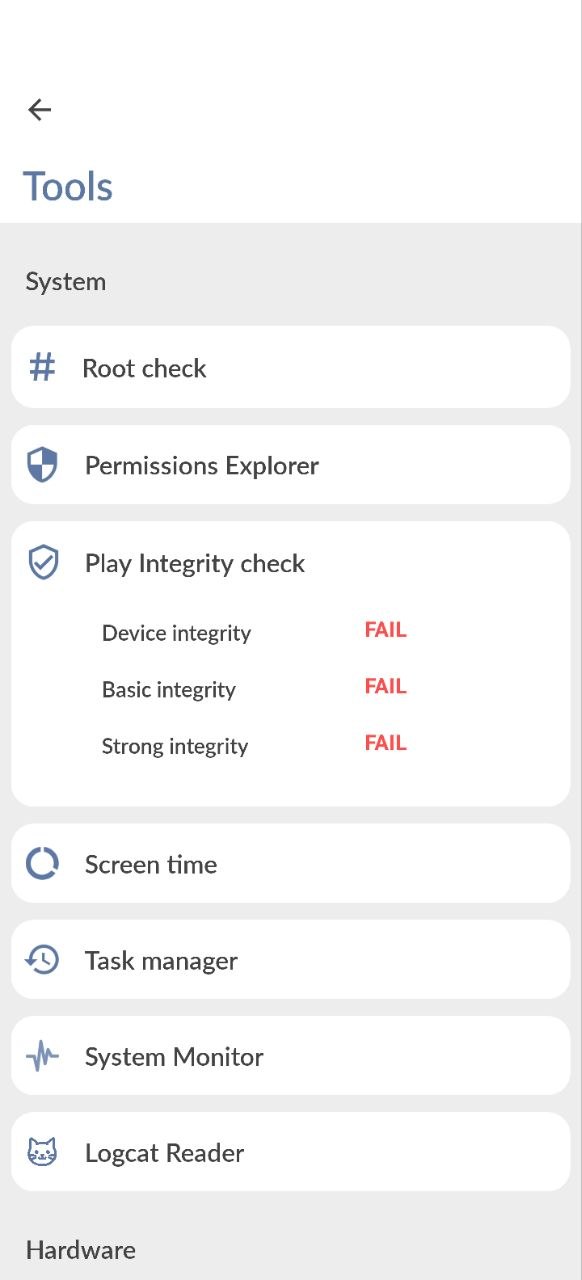 Tools
System
Root check
Permissions Explorer
Play Integrity check
Device integrity FAIL
Basic integrity FAIL
Strong integrity FAIL
Screen time
Task manager
System Monitor
Logcat Reader
Hardware